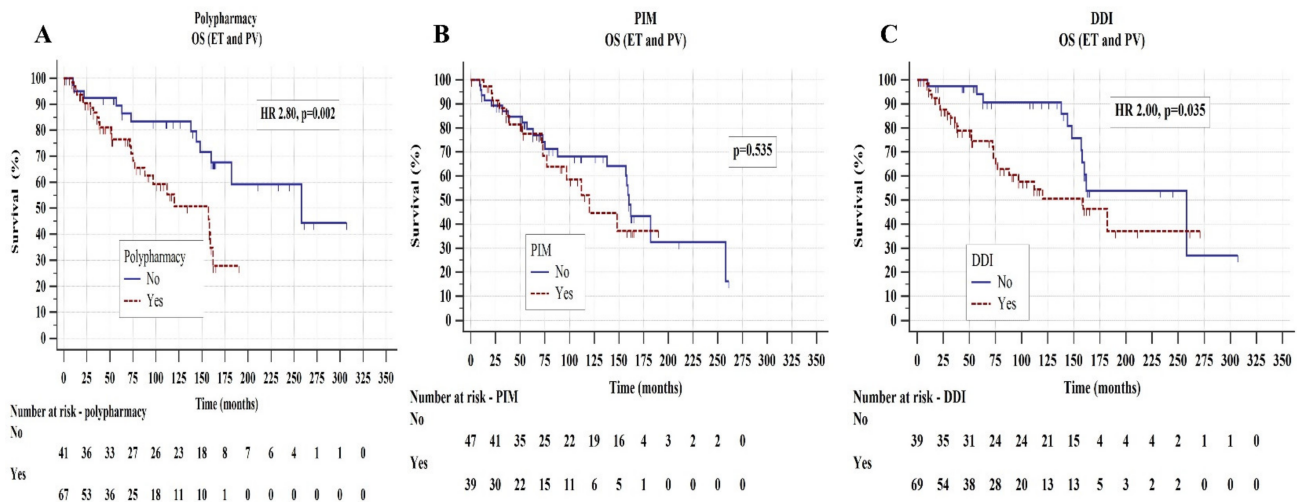 A
Polypharmacy
OS (ET and PV)
HR 2.80, p=0.002
Survival (%)
100
90
80
70
60
50
40
30
20
10
0
Polypharmacy
No
Yes
0 25 50 75 100 125 150 175 200 225 250 275 300 325 350
Time (months)
Number at risk - polypharmacy
No
41 36 33 27 26 23 18 8 7 6 4 1 1 0
Yes
67 53 36 25 18 11 10 1 0 0 0 0 0 0
B
PIM
OS (ET and PV)
p=0.535
Survival (%)
100
90
80
70
60
50
40
30
20
10
0
PIM
No
Yes
0 25 50 75 100 125 150 175 200 225 250 275 300 325 350
Time (months)
Number at risk - PIM
No
47 41 35 25 22 19 16 4 3 2 2 0
Yes
39 30 22 15 11 6 5 1 0 0 0 0
C
DDI
OS (ET and PV)
HR 2.00, p=0.035
Survival (%)
100
90
80
70
60
50
40
30
20
10
0
DDI
No
Yes
0 25 50 75 100 125 150 175 200 225 250 275 300 325 350
Time (months)
Number at risk - DDI
No
39 35 31 24 24 21 15 4 4 4 2 1 1 0
Yes
69 54 38 28 20 13 13 5 3 2 2 0 0 0